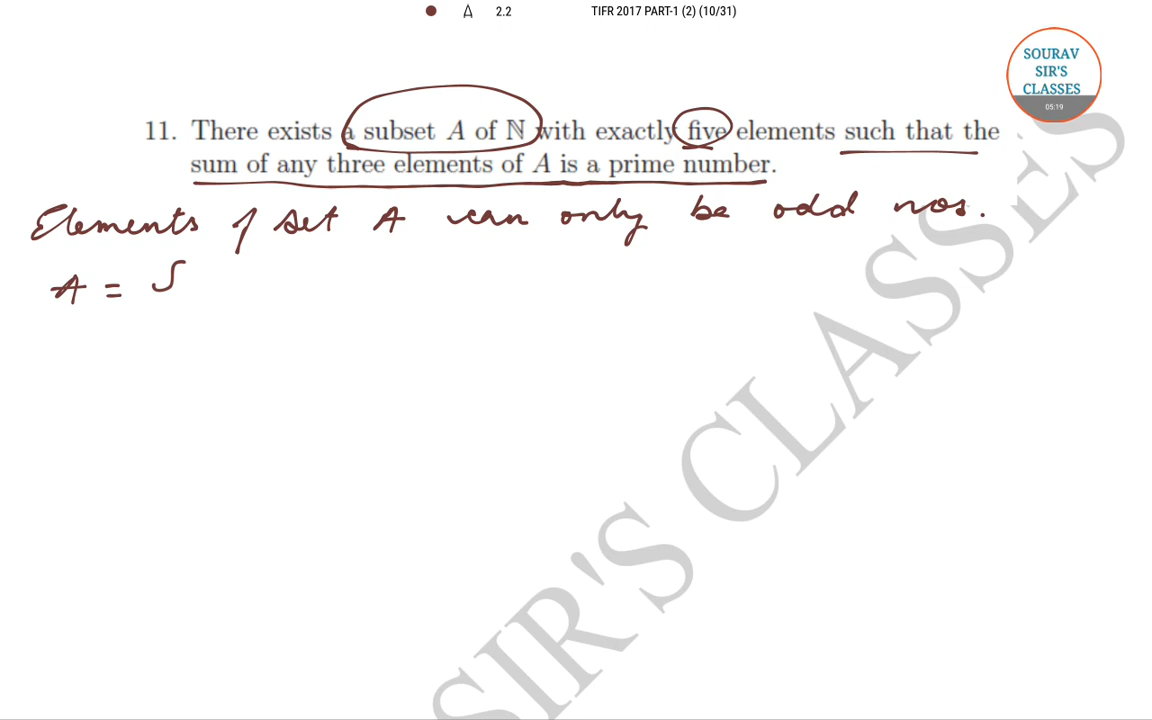 A 2.2 TIFR 2017 PART-1 (2) (10/31)
SOURAV
SIR'S
CLASSES
05:19
11. There exists a subset A of ℕ with exactly five elements such that the
sum of any three elements of A is a prime number.
Elements of set A can only be odd nos.
A =
SIR'S CLASSES